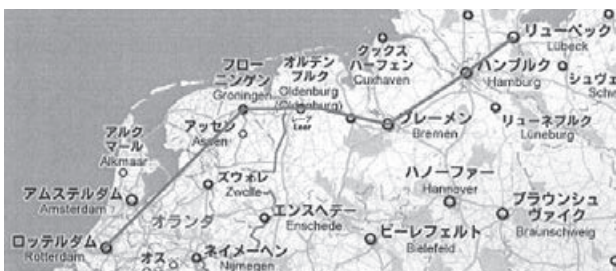 リューベック
Lübeck
クックス
ハーフェン
Cuxhaven
ハンブルク
Hamburg
シュヴェ
フロー
ニンゲン
Groningen
オルデン
ブルク
Oldenburg
(Oldenburg)
レーア
Leer
ブレーメン
Bremen
リューネブルク
Lüneburg
アッセン
Assen
アルク
マール
Alkmaar
ズウォレ
Zwolle
ハノーファー
Hannover
アムステルダム
Amsterdam
オランダ
エンスヘデー
Enschede
ブラウンシュ
ヴァイク
Braunschweig
ロッテルダム
Rotterdam
オス
ネイメーヘン
Nijmegen
ビーレフェルト
Bielefeld